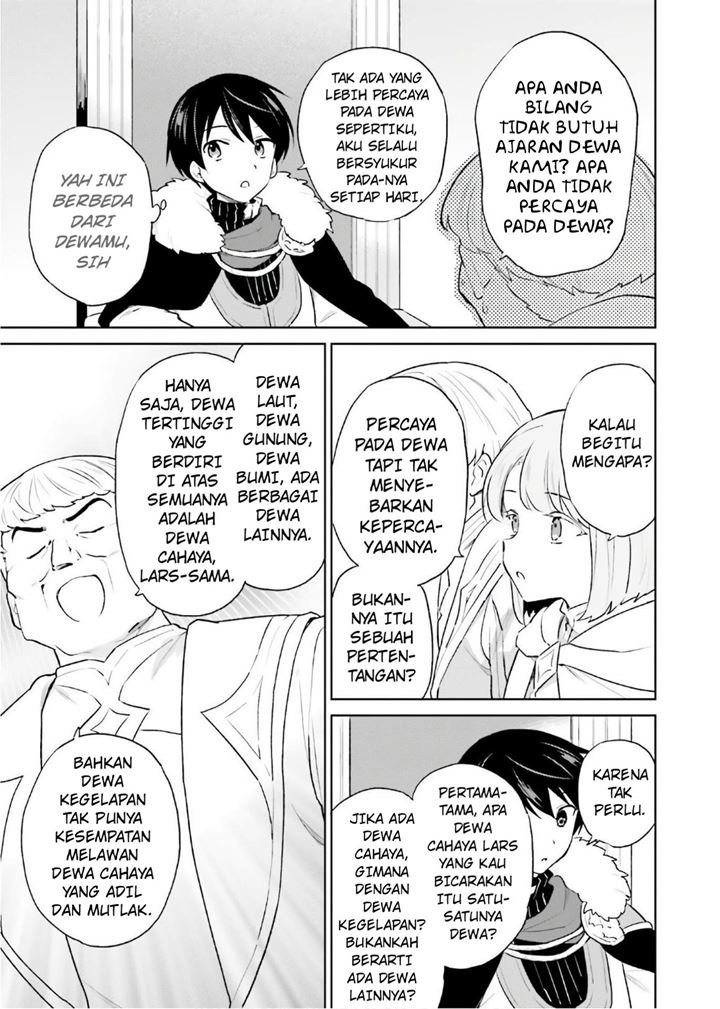 APA ANDA
BILANG
TIDAK BUTUH
AJARAN DEWA
KAMI? APA
ANDA TIDAK
PERCAYA
PADA DEWA?
TAK ADA YANG
LEBIH PERCAYA
PADA DEWA
SEPERTIKU,
AKU SELALU
BERSYUKUR
PADA-NYA
SETIAP HARI.
YAH INI
BERBEDA
DARI
DEWAMU,
SIH
KALAU
BEGITU
MENGAPA?
PERCAYA
PADA DEWA
TAPI TAK
MENYE-
BARKAN
KEPERCA-
YAANNYA.
BUKAN-
NYA ITU
SEBUAH
PERTEN-
TANGAN?
KARENA
TAK
PERLU.
PERTAMA-
TAMA, APA
DEWA
CAHAYA LARS
YANG KAU
BICARAKAN
ITU SATU-
SATUNYA
DEWA?
JIKA ADA
DEWA
CAHAYA,
GIMANA
DENGAN
DEWA
KEGELAPAN?
BUKANKAH
BERARTI
ADA DEWA
LAINNYA?
DEWA
LAUT,
DEWA
GUNUNG,
DEWA
BUMI, ADA
BERBAGAI
DEWA
LAINNYA.
HANYA
SAJA, DEWA
TERTINGGI
YANG
BERDIRI
DI ATAS
SEMUANYA
ADALAH
DEWA
CAHAYA,
LARS-SAMA.
BAHKAN
DEWA
KEGELAPAN
TAK PUNYA
KESEMPATAN
MELAWAN
DEWA CAHAYA
YANG ADIL
DAN MUTLAK.